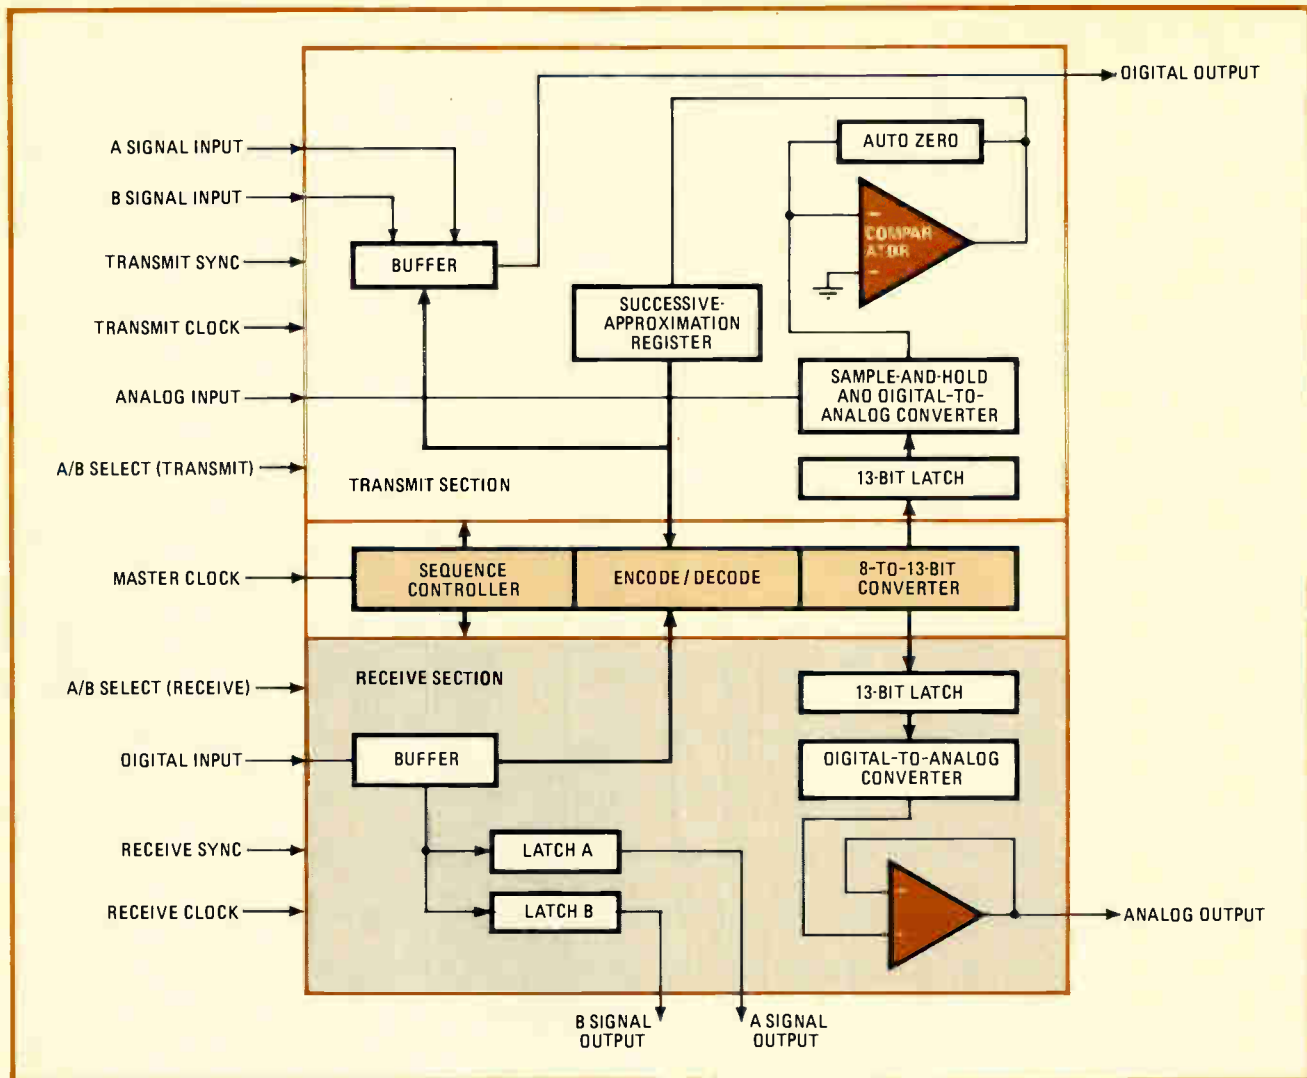 DIGITAL OUTPUT
A SIGNAL INPUT
AUTO ZERO
B SIGNAL INPUT
COMPAR
ATOR
TRANSMIT SYNC
BUFFER
SUCCESSIVE-
APPROXIMATION
REGISTER
TRANSMIT CLOCK
ANALOG INPUT
SAMPLE-AND-HOLD
AND DIGITAL-TO-
ANALOG CONVERTER
A/B SELECT (TRANSMIT)
TRANSMIT SECTION
13-BIT LATCH
MASTER CLOCK
SEQUENCE
CONTROLLER
ENCODE/DECODE
8-TO-13-BIT
CONVERTER
A/B SELECT (RECEIVE)
RECEIVE SECTION
13-BIT LATCH
DIGITAL INPUT
BUFFER
DIGITAL-TO-ANALOG
CONVERTER
RECEIVE SYNC
LATCH A
RECEIVE CLOCK
LATCH B
ANALOG OUTPUT
B SIGNAL
OUTPUT
A SIGNAL
OUTPUT